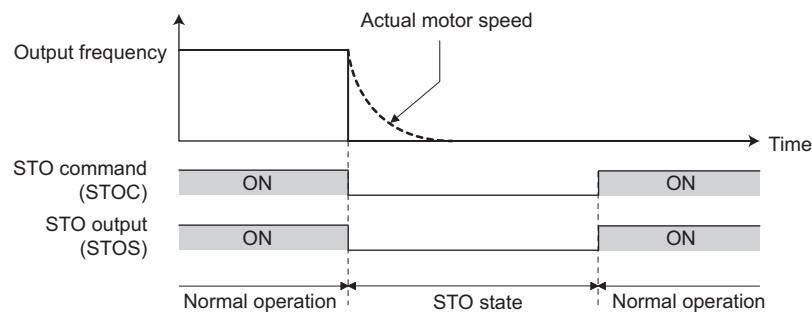 Actual motor speed
Output frequency
Time
STO command
(STOC)
ON
ON
STO output
(STOS)
ON
ON
Normal operation
STO state
Normal operation